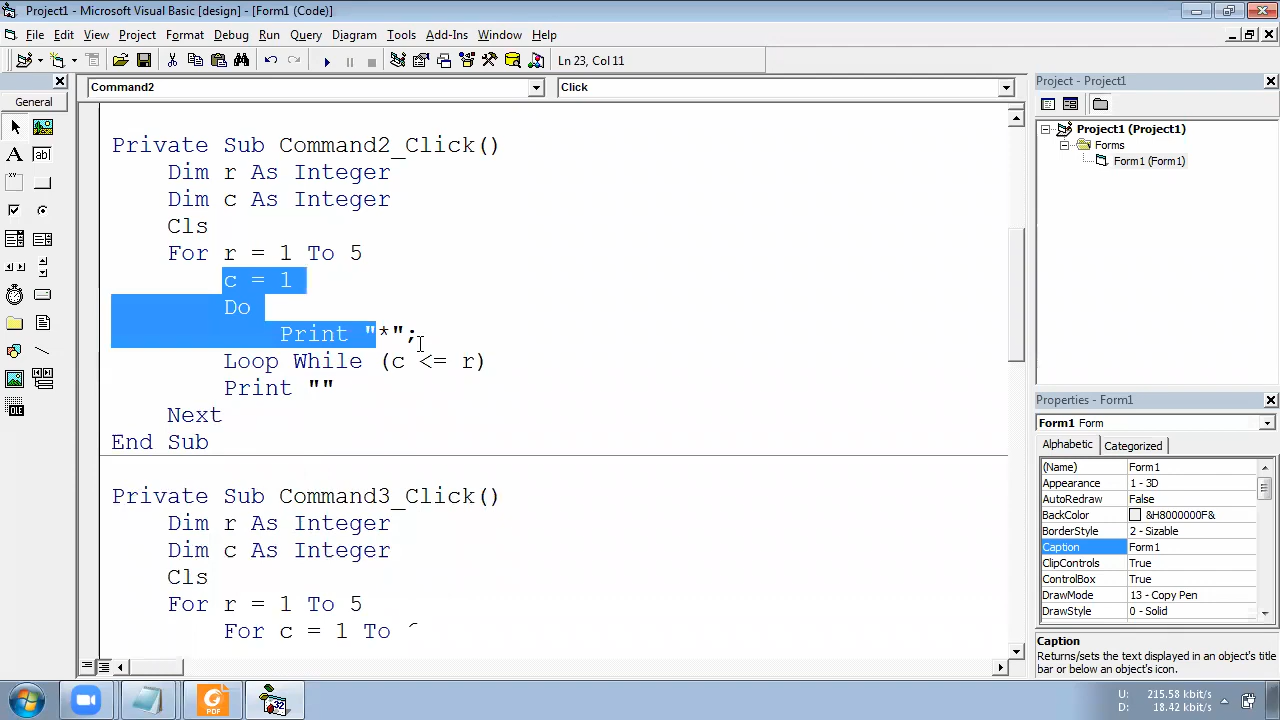 Project1 - Microsoft Visual Basic [design] - [Form1 (Code)]
File Edit View Project Format Debug Run Query Diagram Tools Add-Ins Window Help
Ln 23, Col 11
General
Command2 Click
Private Sub Command2_Click()
Dim r As Integer
Dim c As Integer
Cls
For r = 1 To 5
c = 1
Do
Print "*";
Loop While (c <= r)
Print ""
Next
End Sub
Private Sub Command3_Click()
Dim r As Integer
Dim c As Integer
Cls
For r = 1 To 5
For c = 1 To
Project - Project1
Project1 (Project1)
Forms
Form1 (Form1)
Properties - Form1
Form1 Form
Alphabetic Categorized
(Name) Form1
Appearance 1 - 3D
AutoRedraw False
BackColor &H8000000F&
BorderStyle 2 - Sizable
Caption Form1
ClipControls True
ControlBox True
DrawMode 13 - Copy Pen
DrawStyle 0 - Solid
Caption
Returns/sets the text displayed in an object's title
bar or below an object's icon.
U: 215.58 kbit/s
D: 18.42 kbit/s